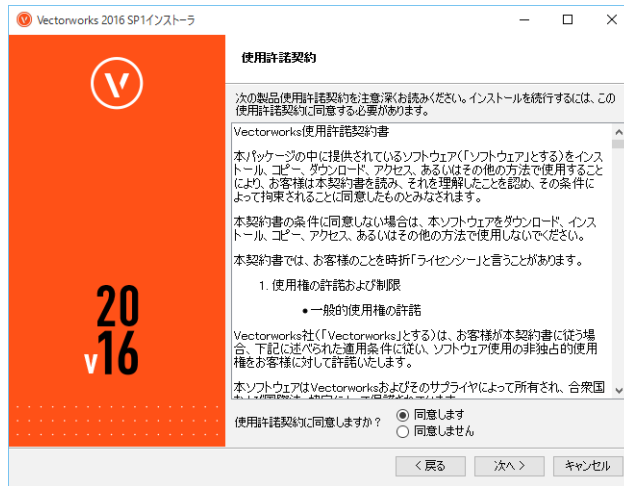 Vectorworks 2016 SP1インストーラ
使用許諾契約
次の製品使用許諾契約を注意深くお読みください。インストールを続行するには、この
使用許諾契約に同意する必要があります。
Vectorworks使用許諾契約書
本パッケージの中に提供されているソフトウェア(「ソフトウェア」とする)をインス
トール、コピー、ダウンロード、アクセス、あるいはその他の方法で使用すること
により、お客様は本契約書を読み、それを理解したことを認め、その条件に
よって拘束されることに同意したものとみなされます。
本契約書の条件に同意しない場合は、本ソフトウェアをダウンロード、インス
トール、コピー、アクセス、あるいはその他の方法で使用しないでください。
本契約書では、お客様のことを時折「ライセンシー」と言うことがあります。
1. 使用権の許諾および制限
•一般的使用権の許諾
Vectorworks社(「Vectorworks」とする)は、お客様が本契約書に従う場
合、下記に述べられた適用条件に従い、ソフトウェア使用の非独占的使用
権をお客様に対して許諾いたします。
本ソフトウェアはVectorworksおよびそのサプライヤによって所有され、合衆国
20
v16
使用許諾契約に同意しますか？
同意します
同意しません
< 戻る
次へ >
キャンセル